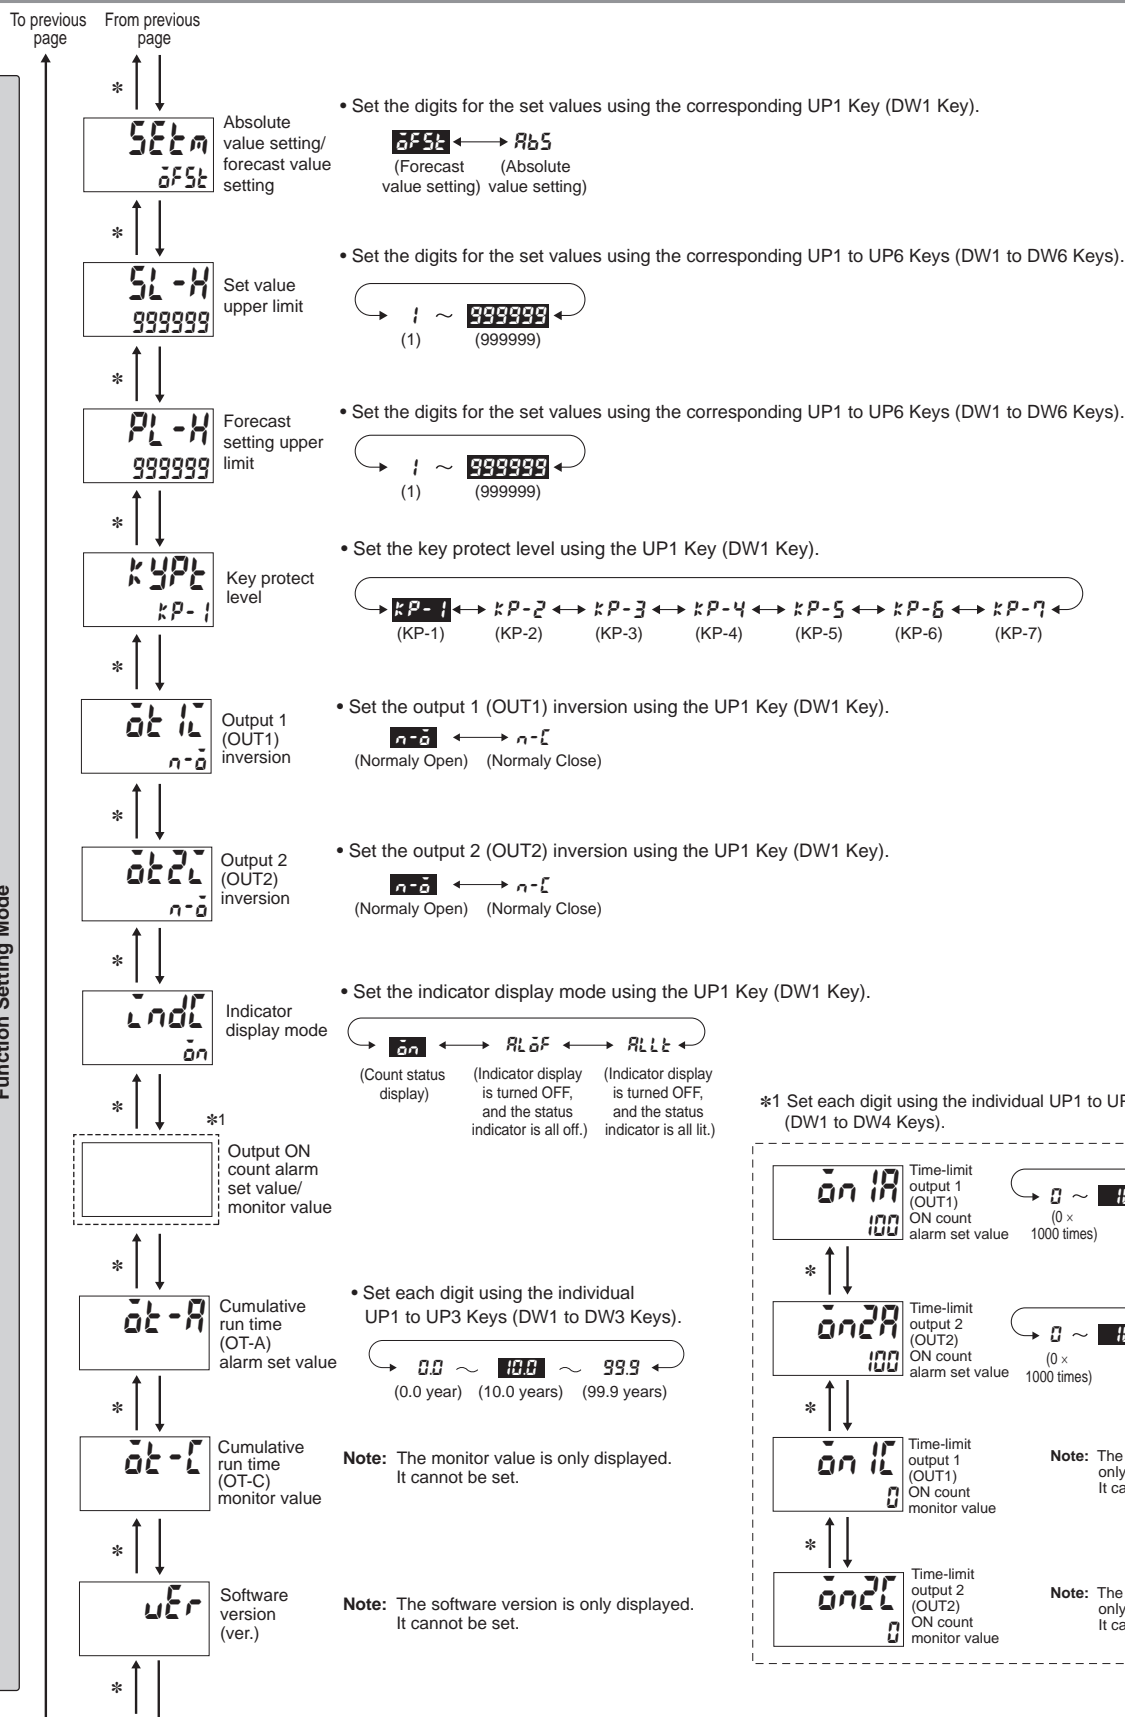 To previous page
From previous page
Function Setting Mode
*
SEtm
oFSt
Absolute
value setting/
forecast value
setting
• Set the digits for the set values using the corresponding UP1 Key (DW1 Key).
oFSt AbS
(Forecast value setting) (Absolute value setting)
*
SL-H
999999
Set value
upper limit
• Set the digits for the set values using the corresponding UP1 to UP6 Keys (DW1 to DW6 Keys).
1 ~ 999999
(1) (999999)
*
PL-H
999999
Forecast
setting upper
limit
• Set the digits for the set values using the corresponding UP1 to UP6 Keys (DW1 to DW6 Keys).
1 ~ 999999
(1) (999999)
*
KYPt
KP-1
Key protect
level
• Set the key protect level using the UP1 Key (DW1 Key).
KP-1 KP-2 KP-3 KP-4 KP-5 KP-6 KP-7
(KP-1) (KP-2) (KP-3) (KP-4) (KP-5) (KP-6) (KP-7)
*
ot1i
n-o
Output 1
(OUT1)
inversion
• Set the output 1 (OUT1) inversion using the UP1 Key (DW1 Key).
n-o n-C
(Normaly Open) (Normaly Close)
*
ot2i
n-o
Output 2
(OUT2)
inversion
• Set the output 2 (OUT2) inversion using the UP1 Key (DW1 Key).
n-o n-C
(Normaly Open) (Normaly Close)
*
indC
on
Indicator
display mode
• Set the indicator display mode using the UP1 Key (DW1 Key).
on ALoF ALLt
(Count status display)
(Indicator display is turned OFF, and the status indicator is all off.)
(Indicator display is turned OFF, and the status indicator is all lit.)
*
*1
Output ON
count alarm
set value/
monitor value
*
ot-A
Cumulative
run time
(OT-A)
alarm set value
• Set each digit using the individual
UP1 to UP3 Keys (DW1 to DW3 Keys).
0.0 ~ 10.0 ~ 99.9
(0.0 year) (10.0 years) (99.9 years)
*
ot-C
Cumulative
run time
(OT-C)
monitor value
Note: The monitor value is only displayed.
It cannot be set.
*
vEr
Software
version
(ver.)
Note: The software version is only displayed.
It cannot be set.
*
*1 Set each digit using the individual UP1 to
(DW1 to DW4 Keys).
on1A
100
Time-limit
output 1
(OUT1)
ON count
alarm set value
0 ~
(0 ×
1000 times)
*
on2A
100
Time-limit
output 2
(OUT2)
ON count
alarm set value
0 ~
(0 ×
1000 times)
*
on1C
0
Time-limit
output 1
(OUT1)
ON count
monitor value
Note: The
only
It
*
on2C
0
Time-limit
output 2
(OUT2)
ON count
monitor value
Note: The
only
It